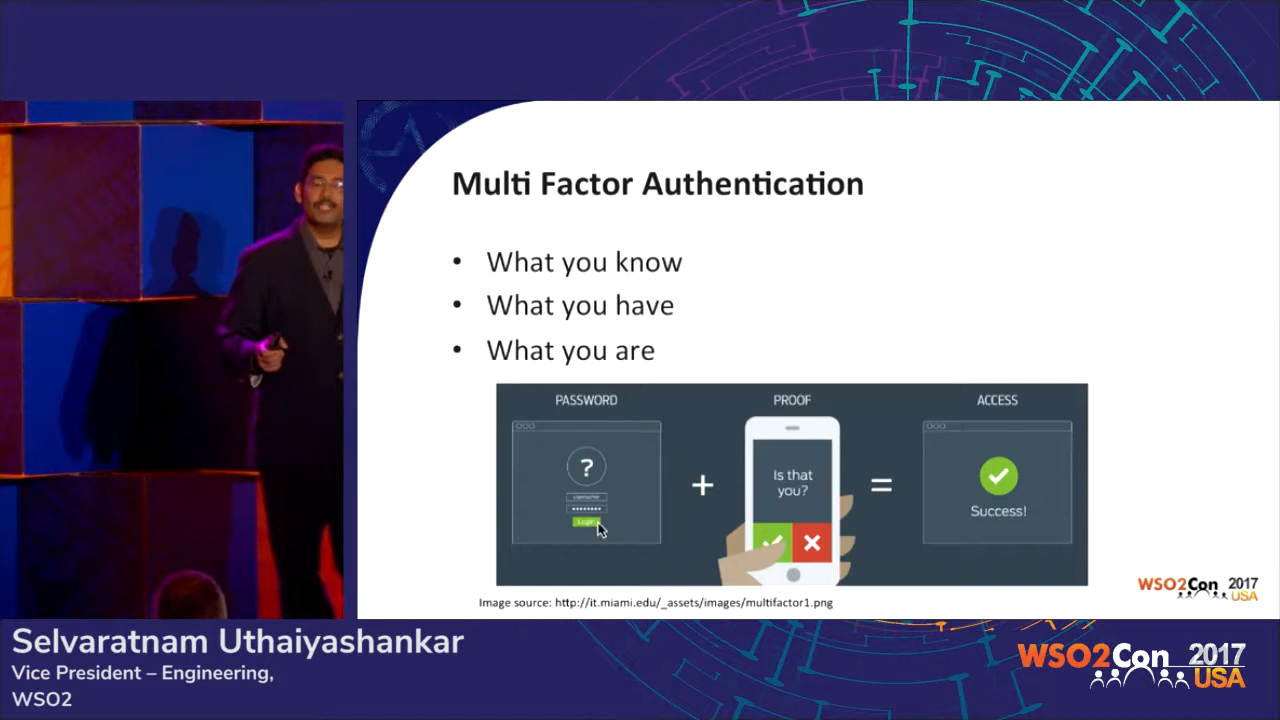 Multi Factor Authentication
• What you know
• What you have
• What you are
PASSWORD
PROOF
ACCESS
?
username
Login
+
Is that
you?
=
Success!
Image source: http://it.miami.edu/_assets/images/multifactor1.png
WSO2Con 2017
USA
Selvaratnam Uthaiyashankar
Vice President – Engineering,
WSO2
WSO2Con 2017
USA